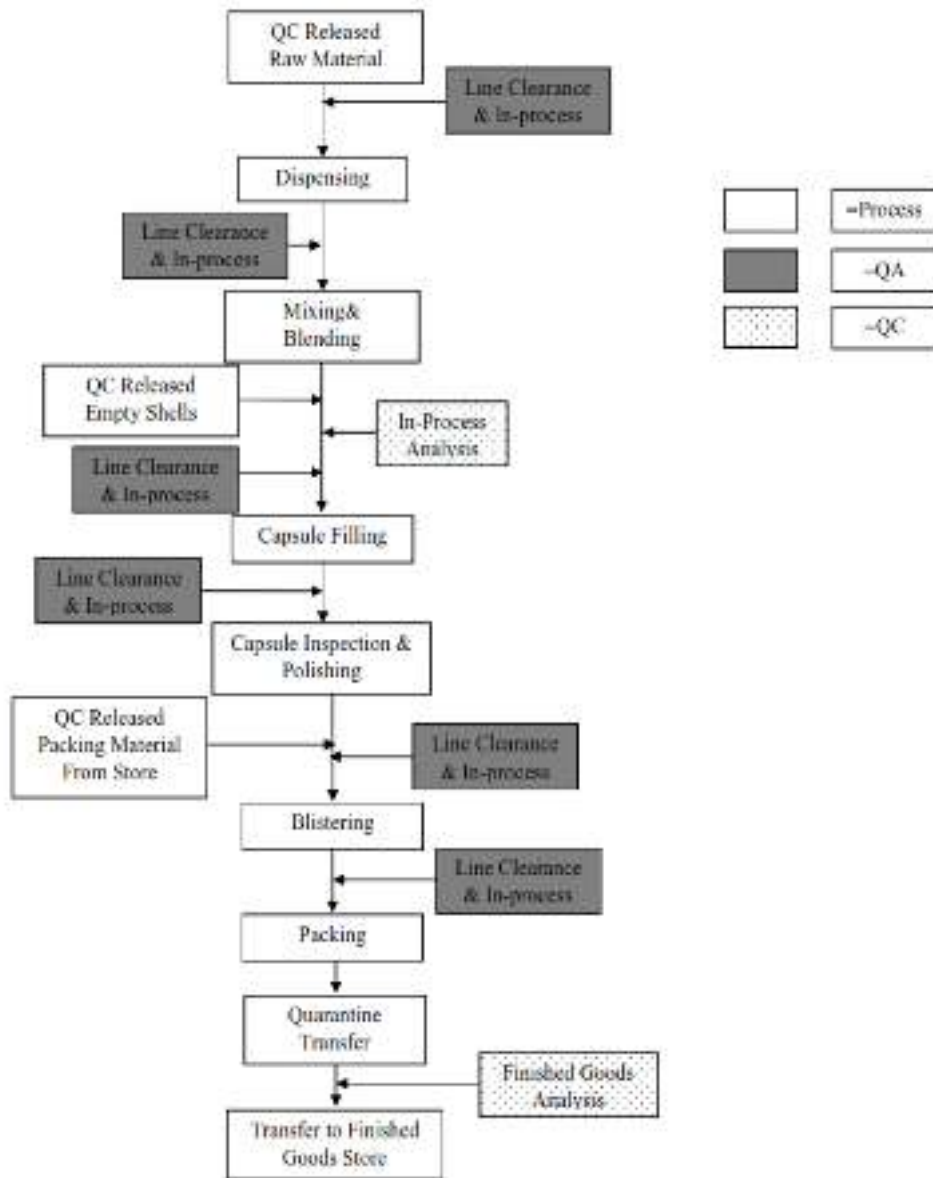 QC Released
Raw Material
Line Clearance
& In-process
Dispensing
Line Clearance
& In-process
=Process
=QA
=QC
Mixing&
Blending
QC Released
Empty Shells
In-Process
Analysis
Line Clearance
& In-process
Capsule Filling
Line Clearance
& In-process
Capsule Inspection &
Polishing
QC Released
Packing Material
From Store
Line Clearance
& In-process
Blistering
Line Clearance
& In-process
Packing
Quarantine
Transfer
Finished Goods
Analysis
Transfer to Finished
Goods Store